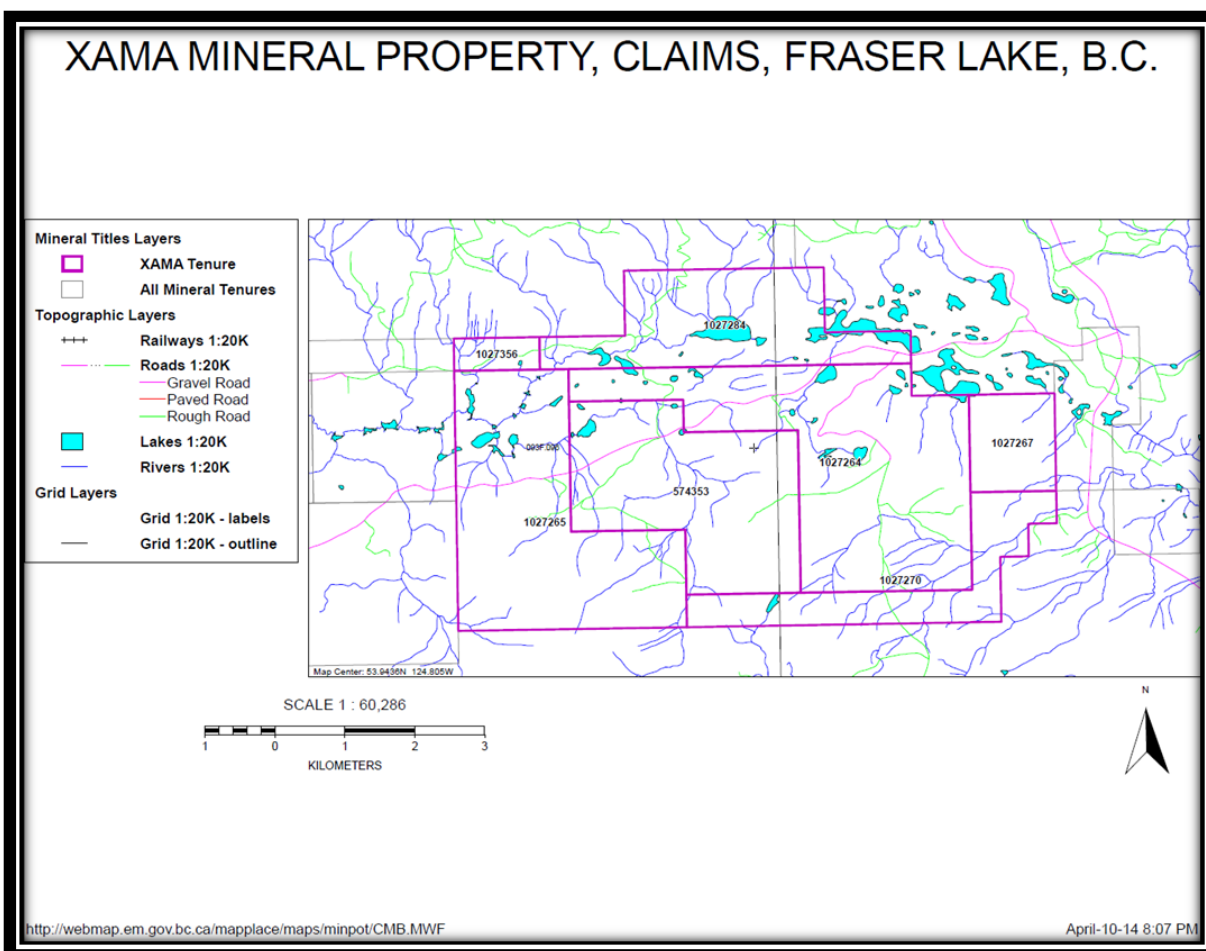 XAMA MINERAL PROPERTY, CLAIMS, FRASER LAKE, B.C.
Mineral Titles Layers
XAMA Tenure
All Mineral Tenures
Topographic Layers
Railways 1:20K
Roads 1:20K
Gravel Road
Paved Road
Rough Road
Lakes 1:20K
Rivers 1:20K
Grid Layers
Grid 1:20K - labels
Grid 1:20K - outline
1027284
1027356
1027267
093F.096
1027264
574353
1027265
1027270
Map Center: 53.9436N 124.805W
SCALE 1 : 60,286
1 0 1 2 3
KILOMETERS
N
http://webmap.em.gov.bc.ca/mapplace/maps/minpot/CMB.MWF
April-10-14 8:07 PM